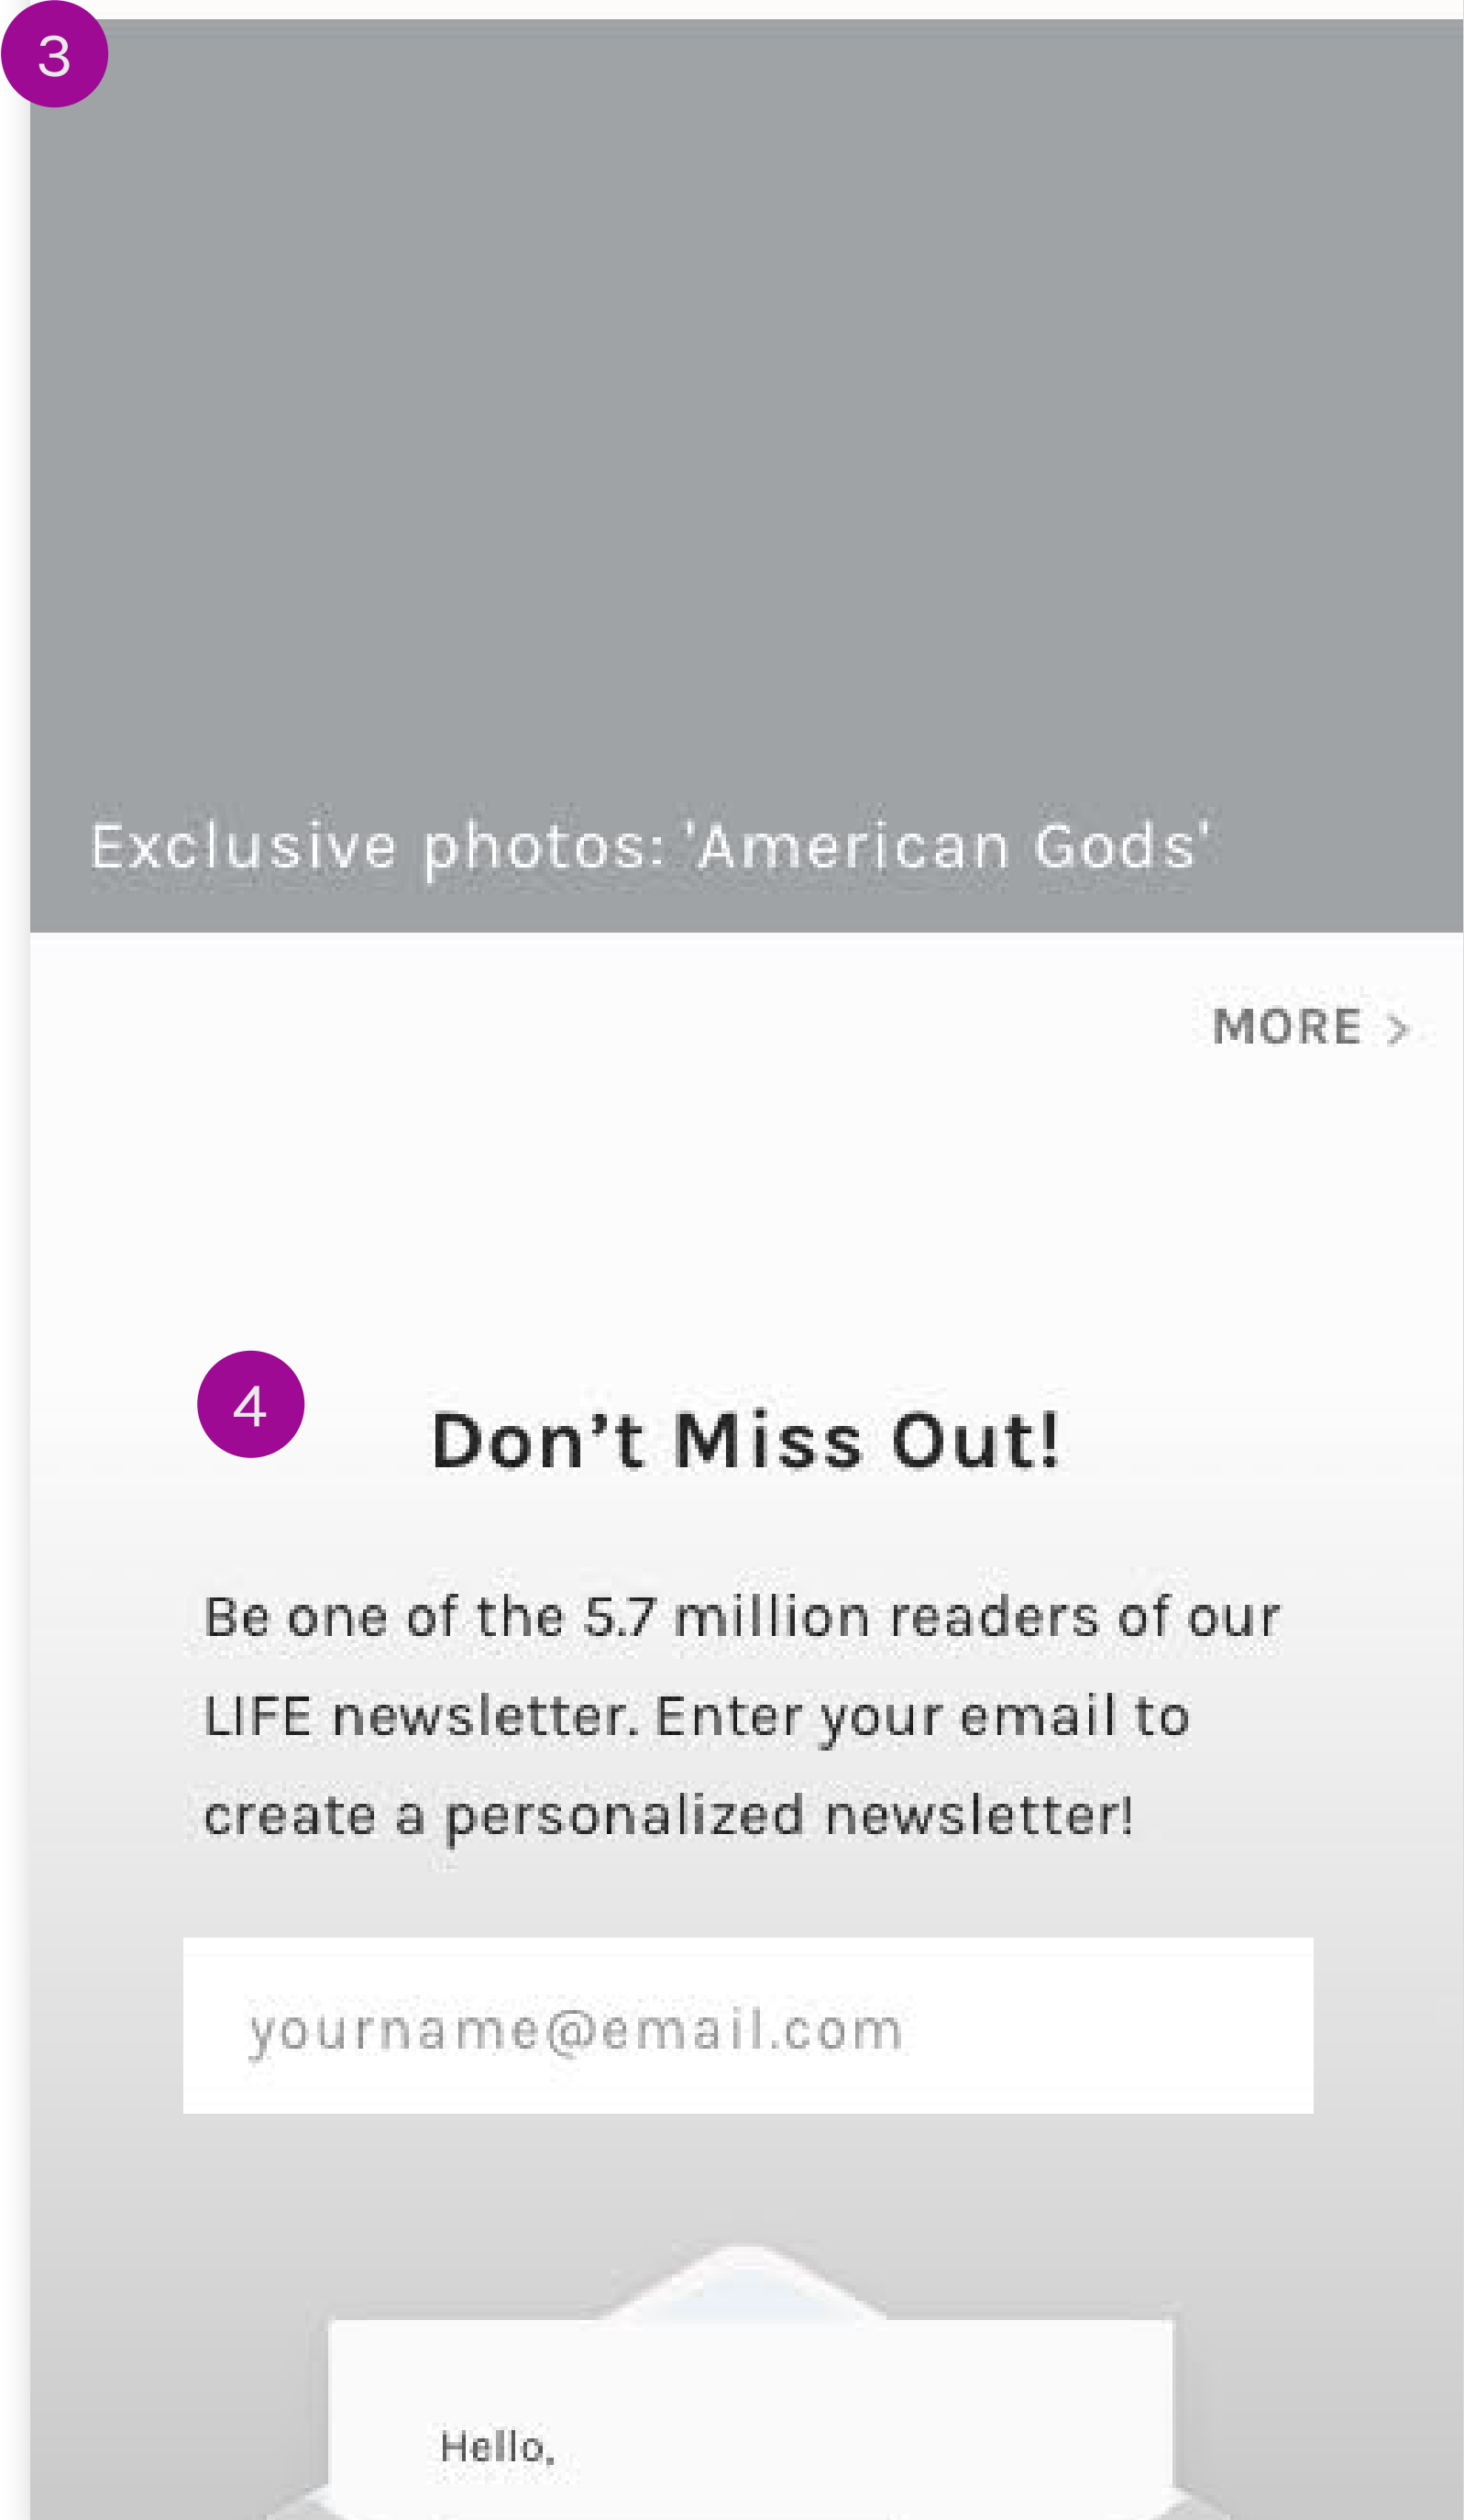 3
Exclusive photos: 'American Gods'
MORE >
4
Don’t Miss Out!
Be one of the 5.7 million readers of our
LIFE newsletter. Enter your email to
create a personalized newsletter!
yourname@email.com
Hello,